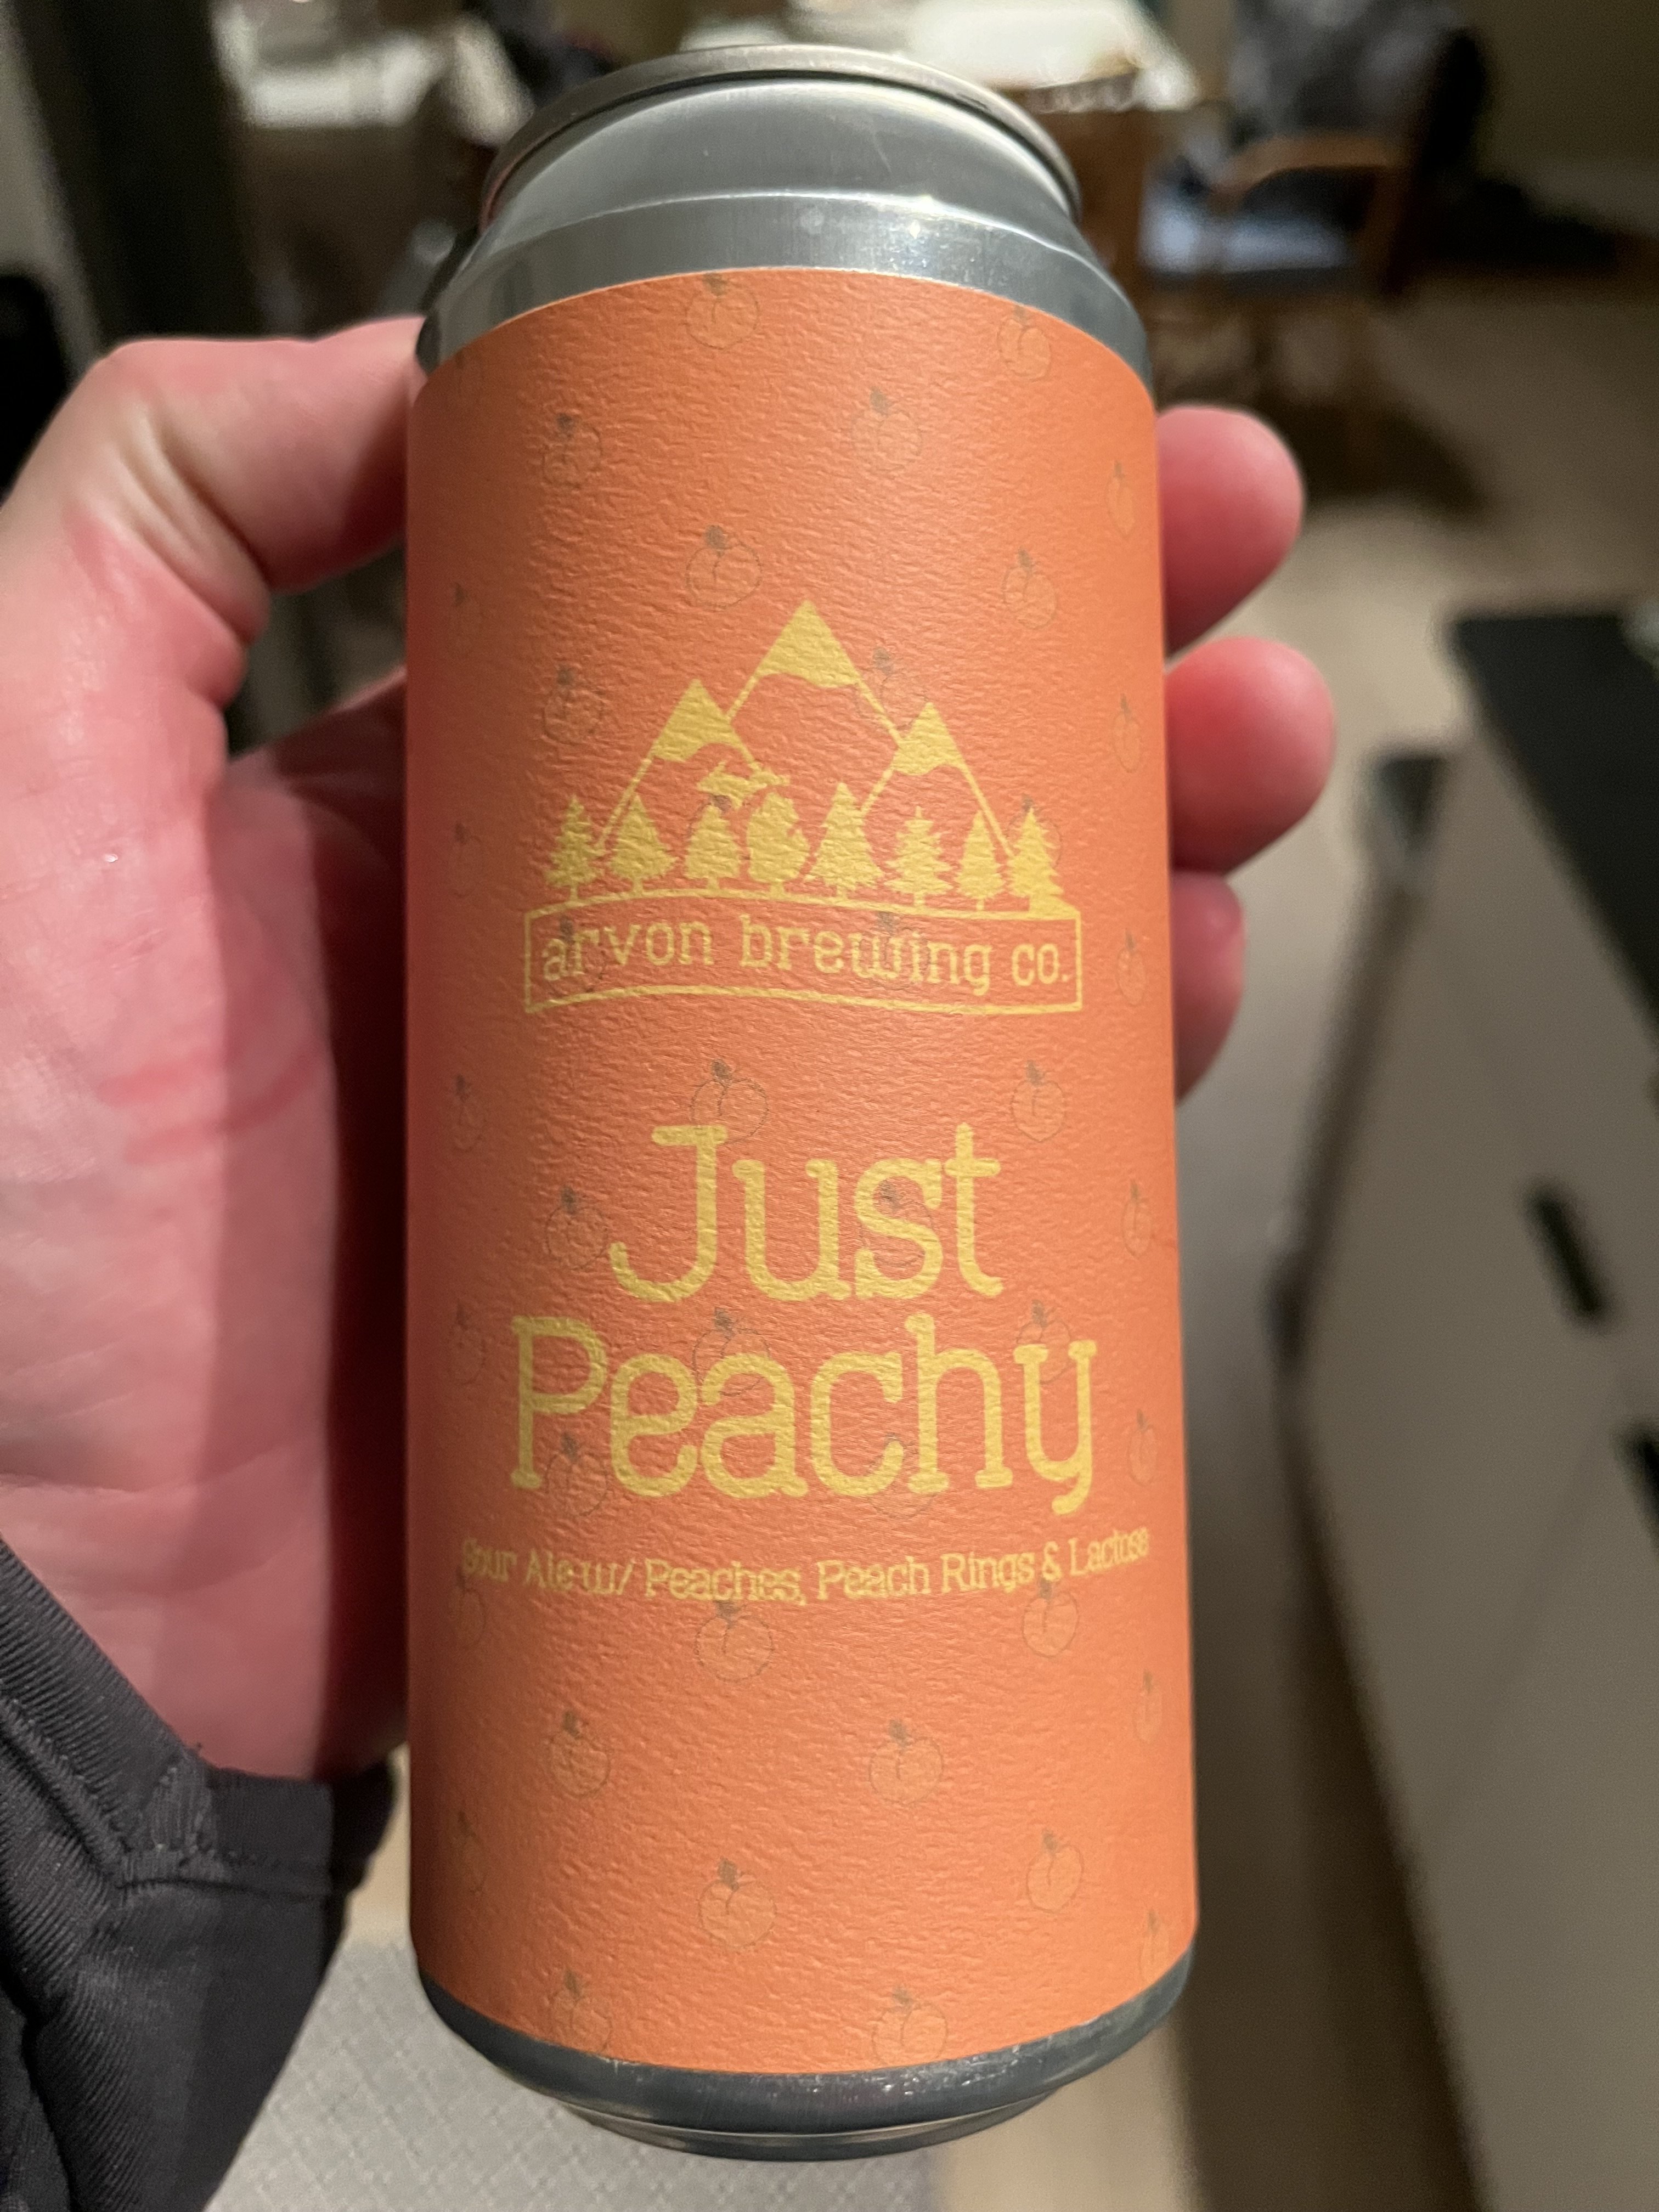 arvon brewing co.
Just
Peachy
Sour Ale w/ Peaches, Peach Rings & Lactose